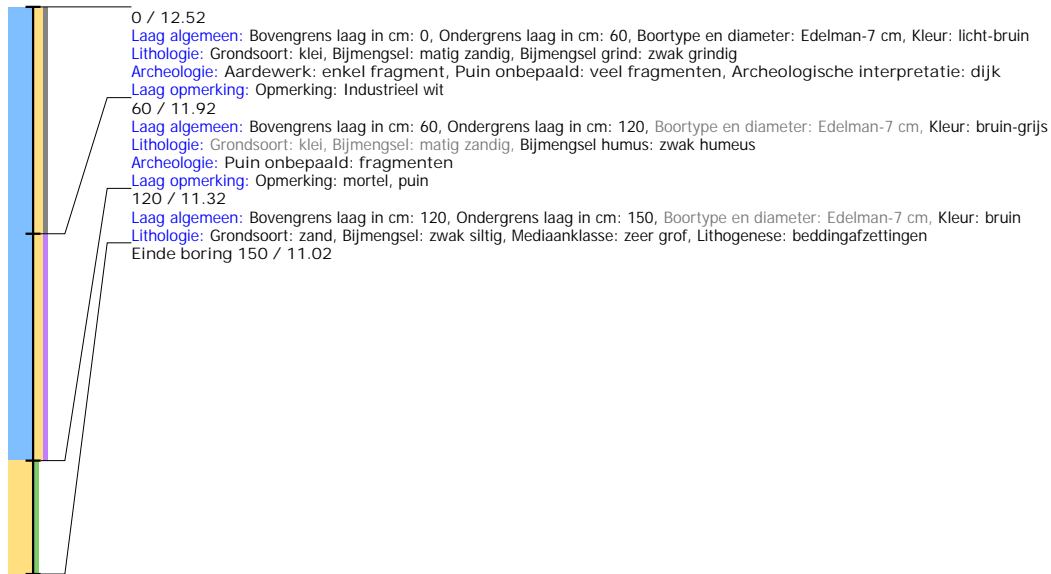 0 / 12.52
Laag algemeen: Bovengrens laag in cm: 0, Ondergrens laag in cm: 60, Boortype en diameter: Edelman-7 cm, Kleur: licht-bruin
Lithologie: Grondsoort: klei, Bijmengsel: matig zandig, Bijmengsel grind: zwak grindig
Archeologie: Aardewerk: enkel fragment, Puin onbepaald: veel fragmenten, Archeologische interpretatie: dijk
Laag opmerking: Opmerking: Industrieel wit
60 / 11.92
Laag algemeen: Bovengrens laag in cm: 60, Ondergrens laag in cm: 120, Boortype en diameter: Edelman-7 cm, Kleur: bruin-grijs
Lithologie: Grondsoort: klei, Bijmengsel: matig zandig, Bijmengsel humus: zwak humeus
Archeologie: Puin onbepaald: fragmenten
Laag opmerking: Opmerking: mortel, puin
120 / 11.32
Laag algemeen: Bovengrens laag in cm: 120, Ondergrens laag in cm: 150, Boortype en diameter: Edelman-7 cm, Kleur: bruin
Lithologie: Grondsoort: zand, Bijmengsel: zwak siltig, Mediaanklasse: zeer grof, Lithogenese: beddingafzettingen
Einde boring 150 / 11.02